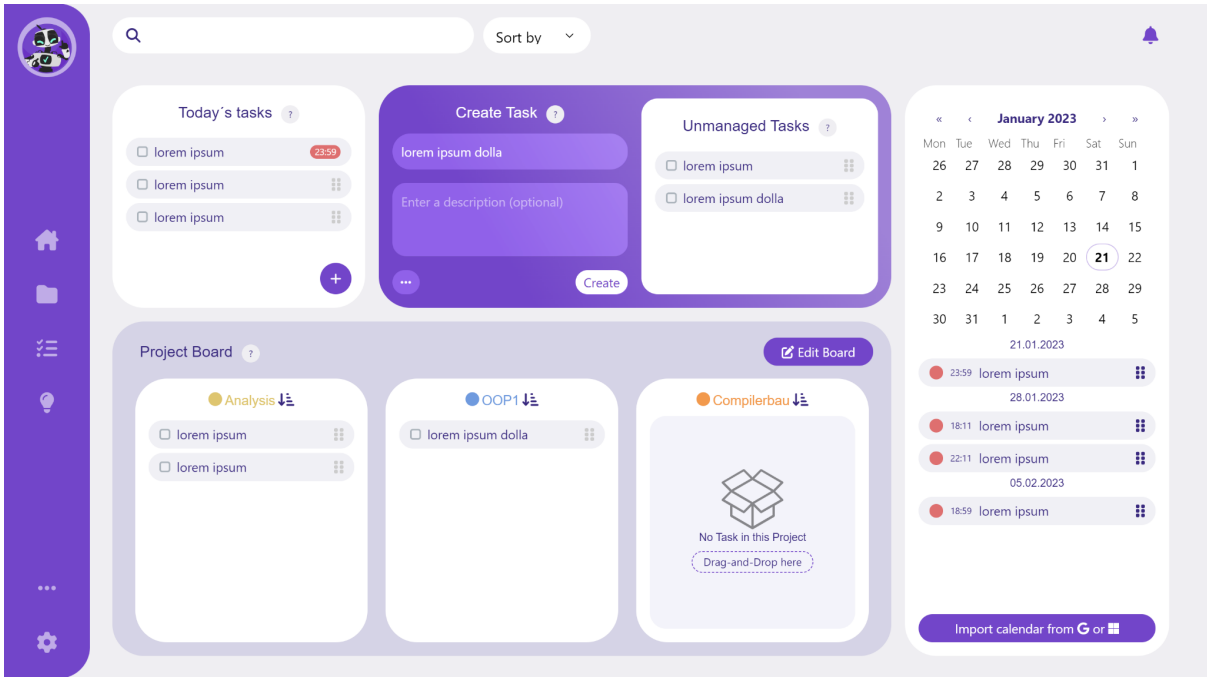 Sort by
Today´s tasks ?
lorem ipsum 23:59
lorem ipsum
lorem ipsum
+
Create Task ?
lorem ipsum dolla
Enter a description (optional)
Create
Unmanaged Tasks ?
lorem ipsum
lorem ipsum dolla
« ‹ January 2023 › »
Mon Tue Wed Thu Fri Sat Sun
26 27 28 29 30 31 1
2 3 4 5 6 7 8
9 10 11 12 13 14 15
16 17 18 19 20 21 22
23 24 25 26 27 28 29
30 31 1 2 3 4 5
21.01.2023
23:59 lorem ipsum
28.01.2023
18:11 lorem ipsum
22:11 lorem ipsum
05.02.2023
18:59 lorem ipsum
Import calendar from G or
Project Board ?
Edit Board
Analysis
lorem ipsum
lorem ipsum
OOP1
lorem ipsum dolla
Compilerbau
No Task in this Project
Drag-and-Drop here